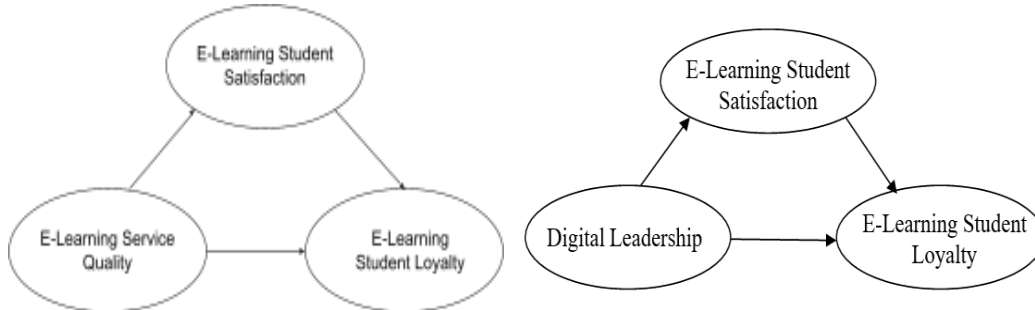 E-Learning Student
Satisfaction
E-Learning Service
Quality
E-Learning
Student Loyalty
E-Learning Student
Satisfaction
Digital Leadership
E-Learning Student
Loyalty